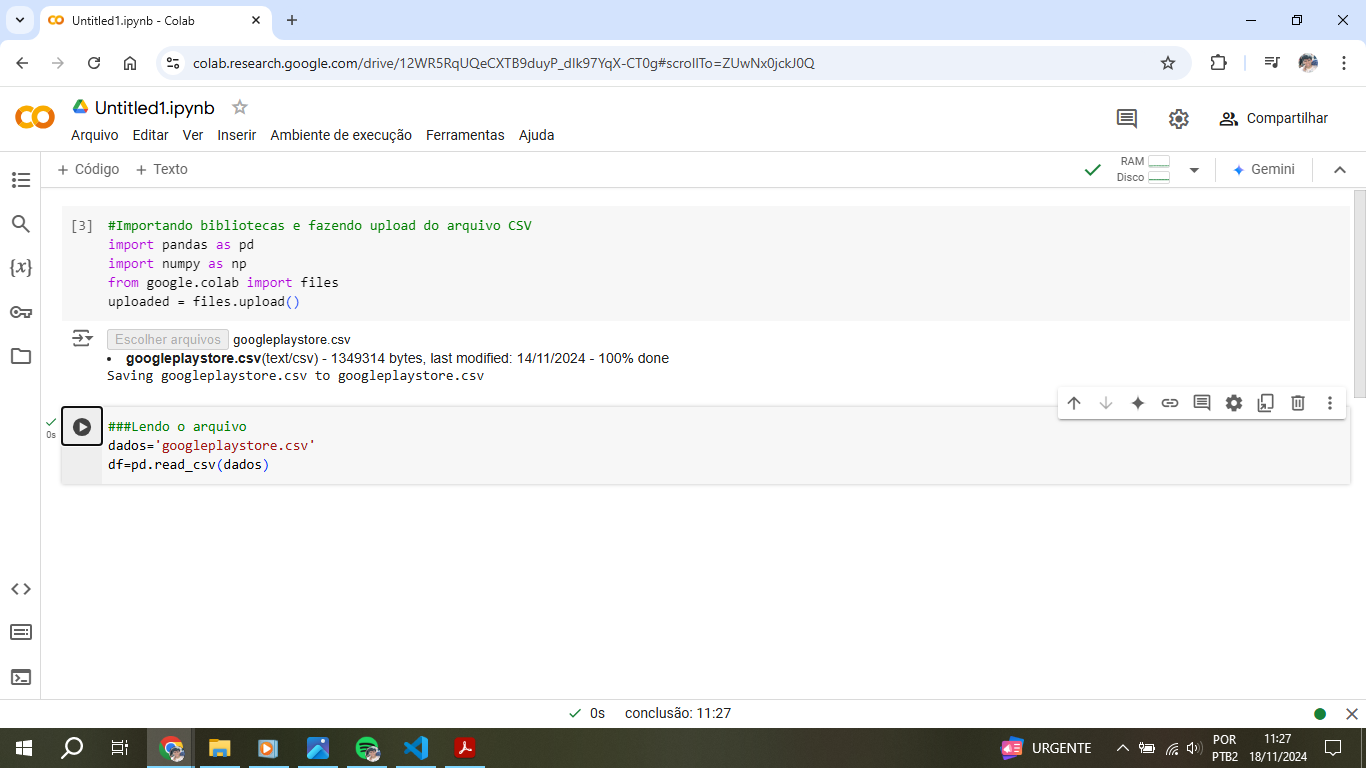 Untitled1.ipynb - Colab
colab.research.google.com/drive/12WR5RqUQeCXTB9duyP_dIk97YqX-CT0g#scrollTo=ZUwNx0jckJ0Q
Untitled1.ipynb
Arquivo Editar Ver Inserir Ambiente de execução Ferramentas Ajuda
Compartilhar
+ Código + Texto
RAM
Disco
Gemini
[3]
#Importando bibliotecas e fazendo upload do arquivo CSV
import pandas as pd
import numpy as np
from google.colab import files
uploaded = files.upload()
Escolher arquivos googleplaystore.csv
• googleplaystore.csv(text/csv) - 1349314 bytes, last modified: 14/11/2024 - 100% done
Saving googleplaystore.csv to googleplaystore.csv
0s
###Lendo o arquivo
dados='googleplaystore.csv'
df=pd.read_csv(dados)
{x}
0s conclusão: 11:27
URGENTE
POR
PTB2
11:27
18/11/2024